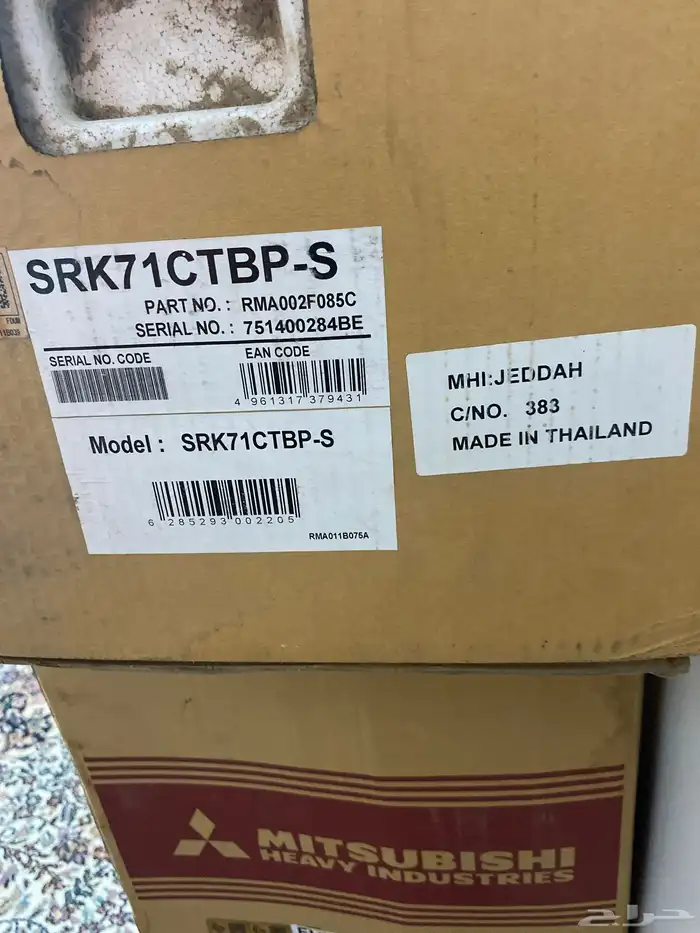 SRK71CTBP-S
PART NO. : RMA002F085C
SERIAL NO. : 751400284BE
SERIAL NO. CODE
EAN CODE
4 961317 379431
Model : SRK71CTBP-S
6 285293 002205
RMA011B075A
MHI:JEDDAH
C/NO. 383
MADE IN THAILAND
MITSUBISHI
HEAVY INDUSTRIES
حراج